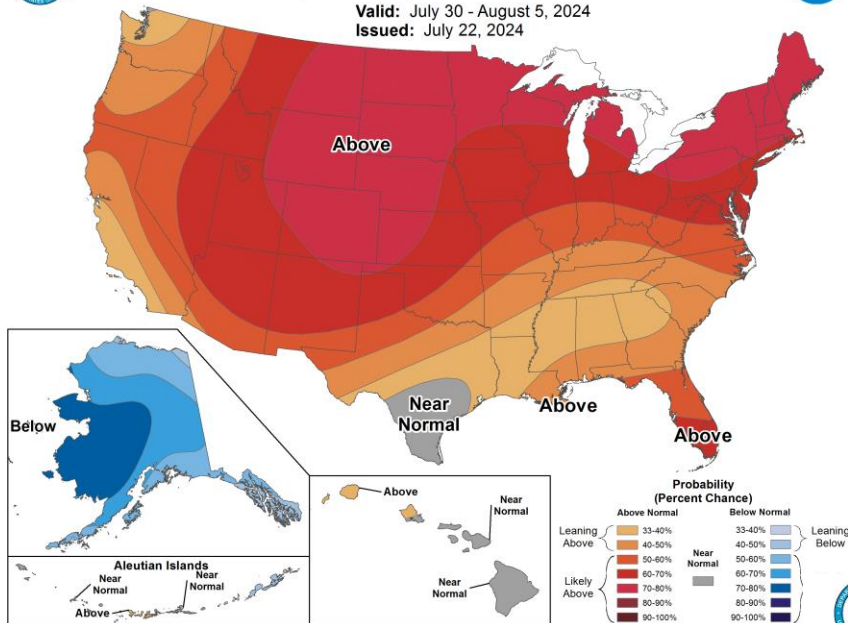 Valid: July 30 - August 5, 2024
Issued: July 22, 2024
Above
Near
Normal
Above
Above
Below
Aleutian Islands
Near
Normal
Near
Normal
Above
Above
Near
Normal
Near
Normal
Probability
(Percent Chance)
Above Normal
Below Normal
Leaning
Above
33-40%
40-50%
Likely
Above
50-60%
60-70%
70-80%
80-90%
90-100%
Near
Normal
33-40%
40-50%
50-60%
60-70%
70-80%
80-90%
90-100%
Leaning
Below